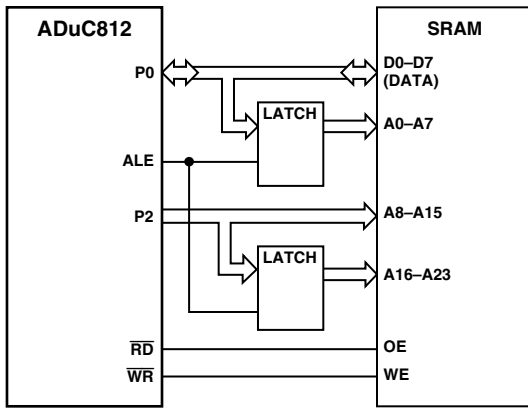 ADuC812
SRAM
P0
D0–D7
(DATA)
LATCH
A0–A7
ALE
P2
A8–A15
LATCH
A16–A23
RD
OE
WR
WE